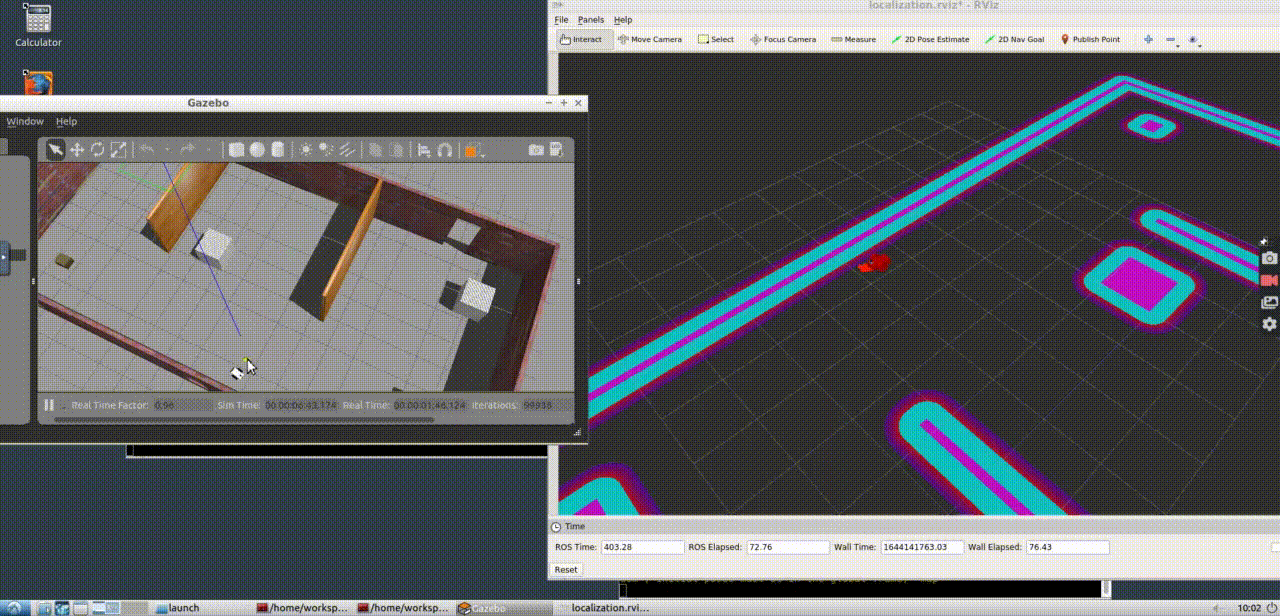 localization.rviz* - RViz
File Panels Help
Interact Move Camera Select Focus Camera Measure 2D Pose Estimate 2D Nav Goal Publish Point
Calculator
Gazebo
Window Help
Real Time Factor: 0.96 Sim Time: 00 00:06:43.174 Real Time: 00 00:01:46.124 Iterations: 99938
Time
ROS Time: 403.28 ROS Elapsed: 72.76 Wall Time: 1644141763.03 Wall Elapsed: 76.43
Reset
launch /home/worksp... /home/worksp... Gazebo localization.rvi... 10:02